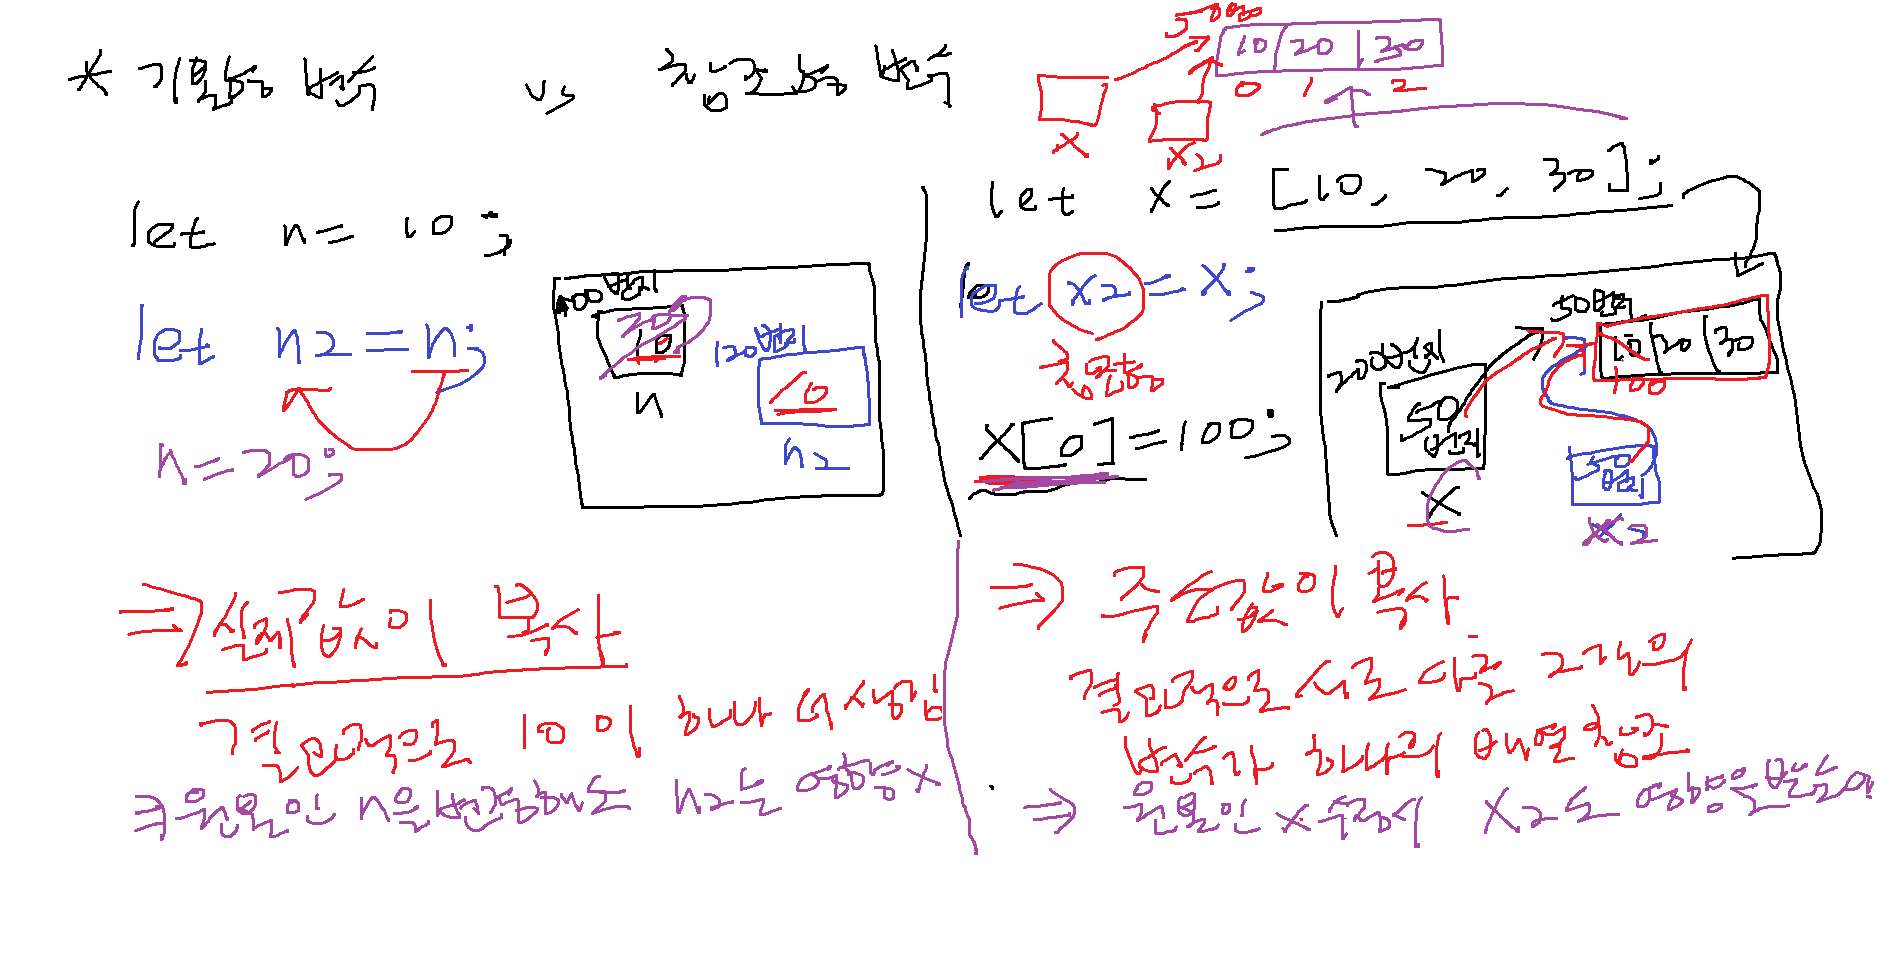 * 기본형 변수 vs 참조형 변수
let n = 10;
let n2 = n;
n = 20;
100번지
20
10
n
120번지
10
n2
⇒ 실제값이 복사
결과적으로 10이 하나 더 생김
⇒ 원본인 n을 변경해도 n2는 영향 x
50번지
10 20 30
0 1 2
x
x2
let x = [10, 20, 30];
let x2 = x;
참조형
x[0] = 100;
200번지
50번지
x
50번지
10 20 30
100
50번지
x2
⇒ 주소값이 복사
결과적으로 서로 다른 2개의
변수가 하나의 배열 참조
⇒ 원본인 x 수정시 x2도 영향을 받는다